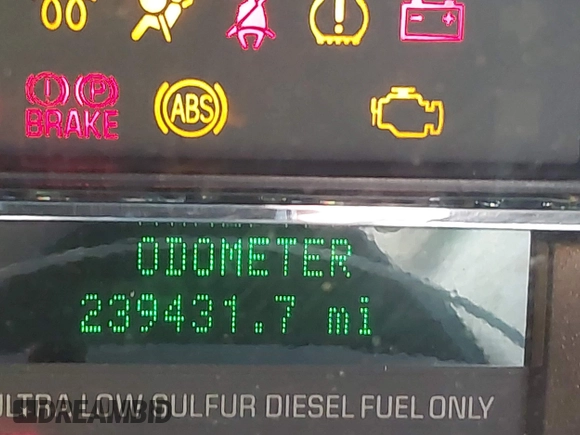 BRAKE
ABS
ODOMETER
239431.7 mi
ULTRA LOW SULFUR DIESEL FUEL ONLY
DREAMBID